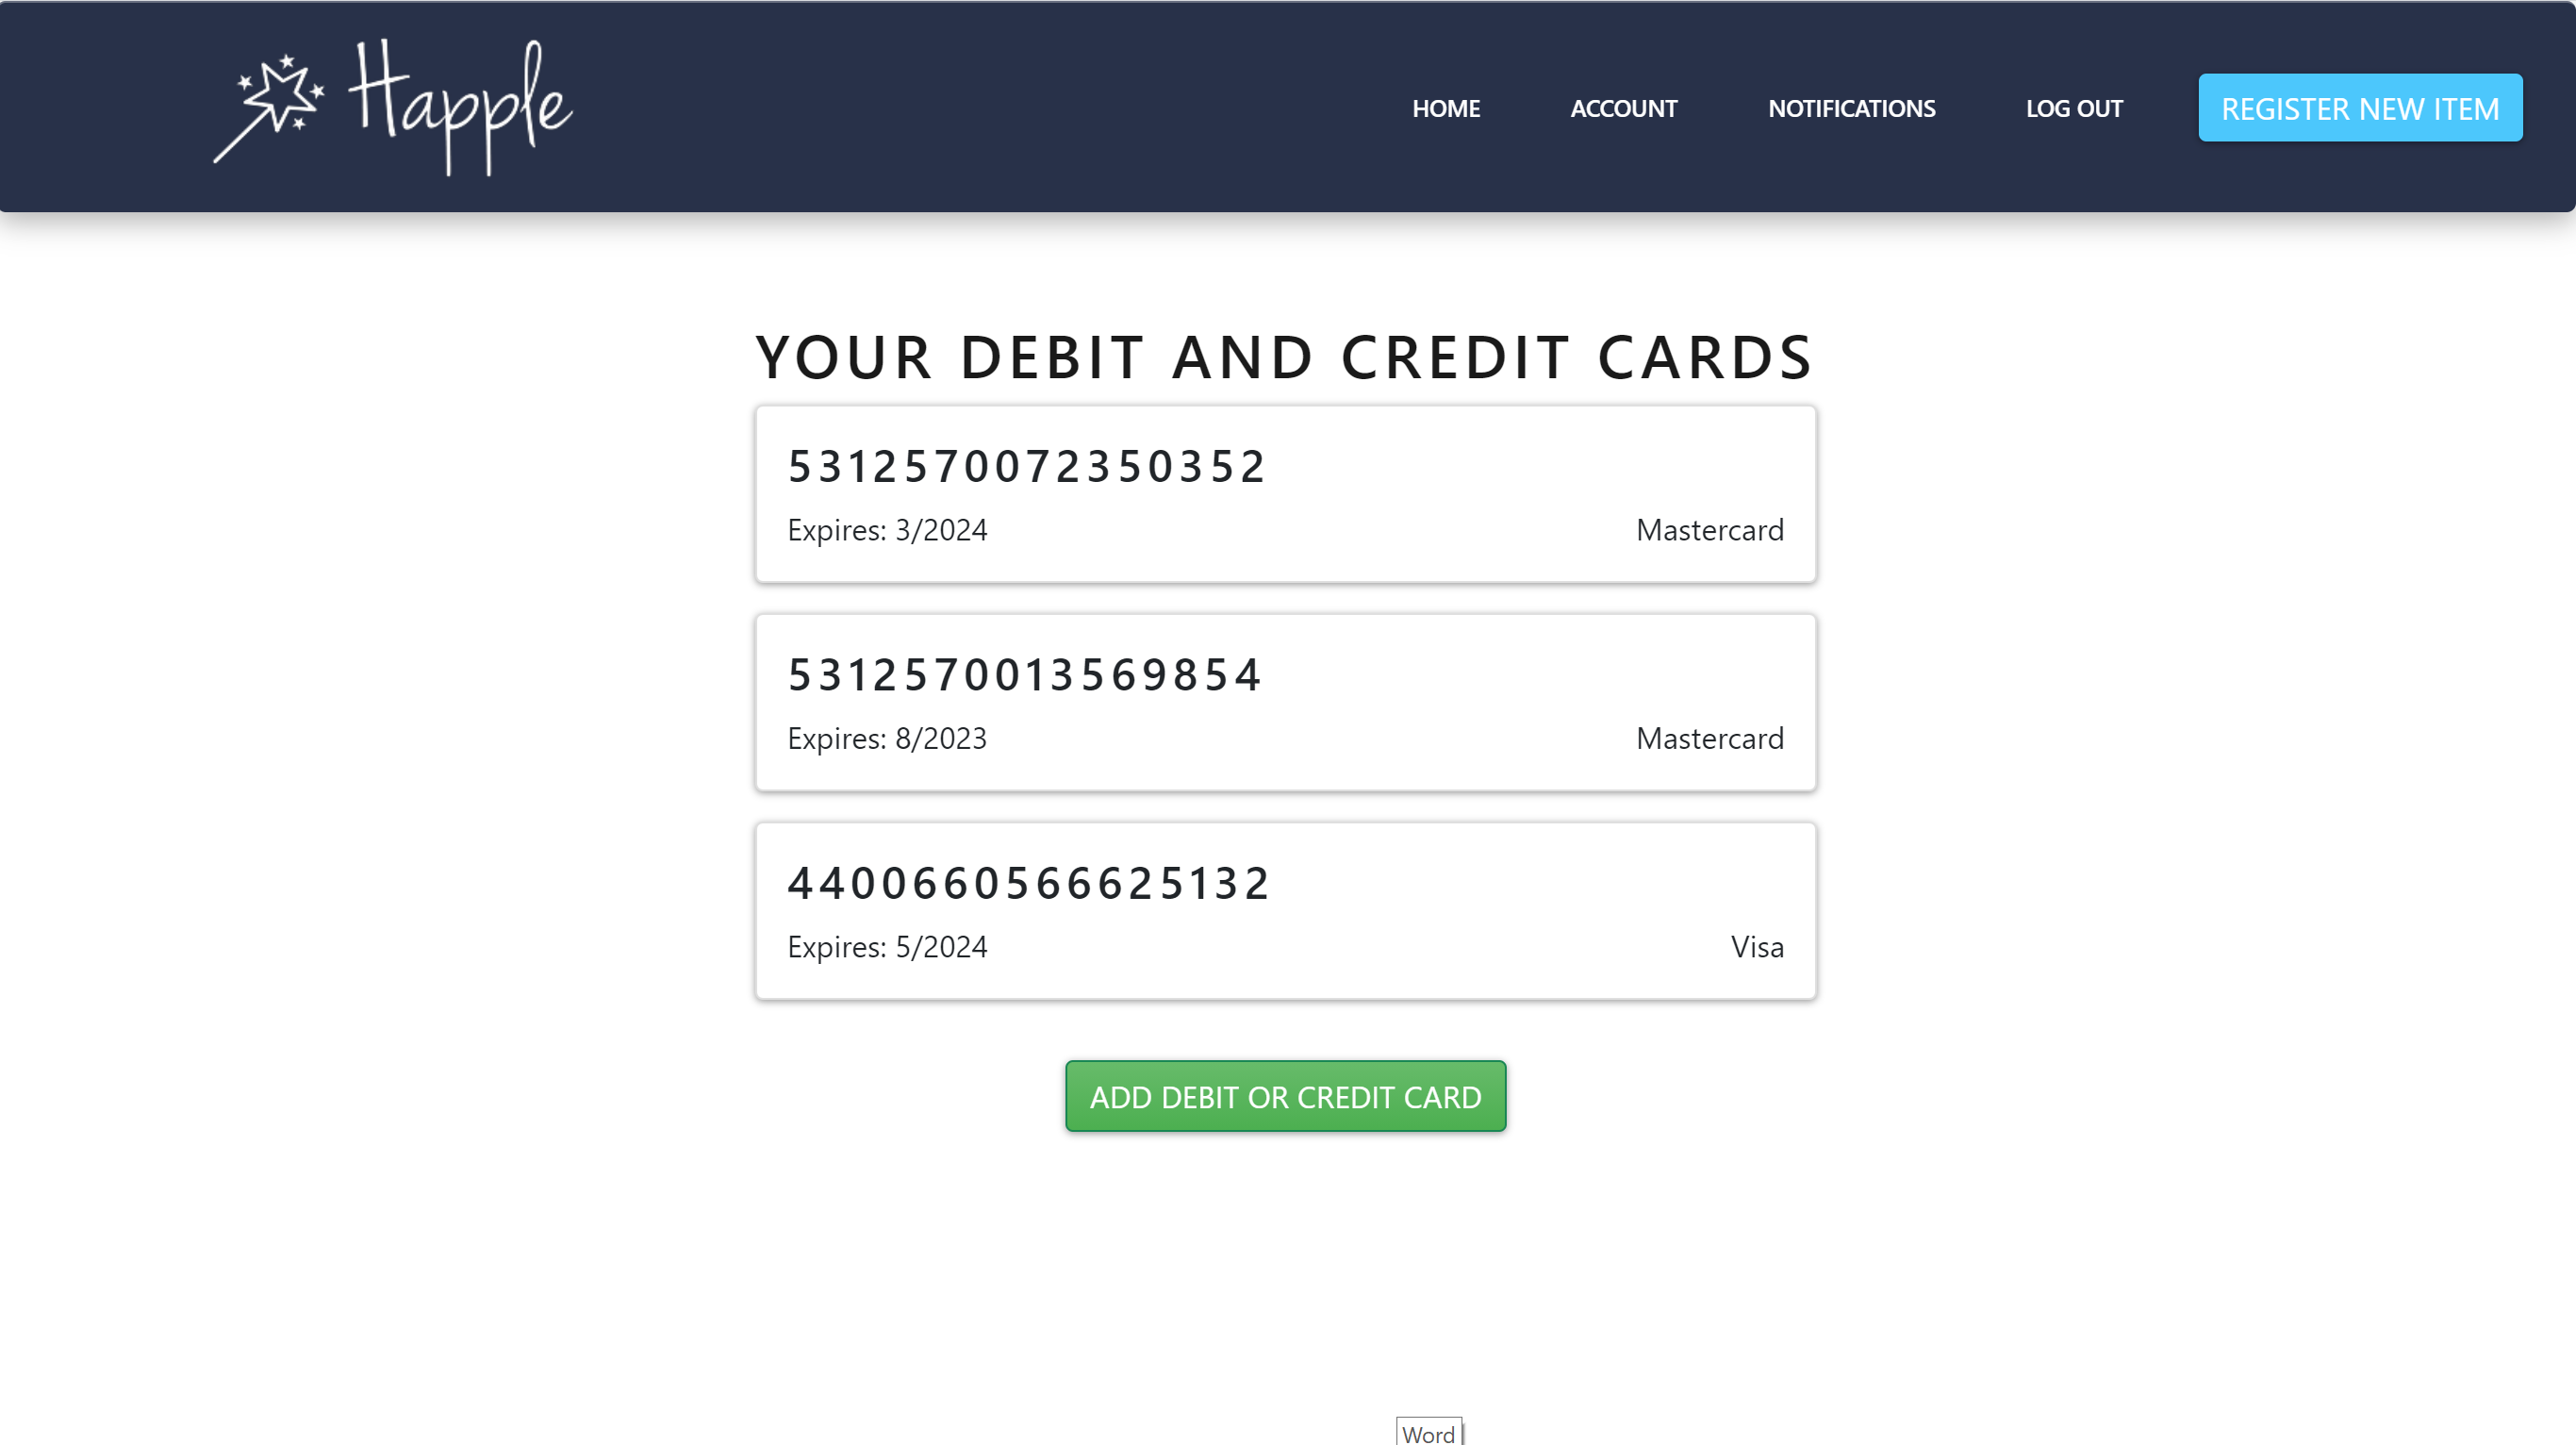 Happle
HOME ACCOUNT NOTIFICATIONS LOG OUT REGISTER NEW ITEM
YOUR DEBIT AND CREDIT CARDS
5312570072350352
Expires: 3/2024 Mastercard
5312570013569854
Expires: 8/2023 Mastercard
4400660566625132
Expires: 5/2024 Visa
ADD DEBIT OR CREDIT CARD
Word